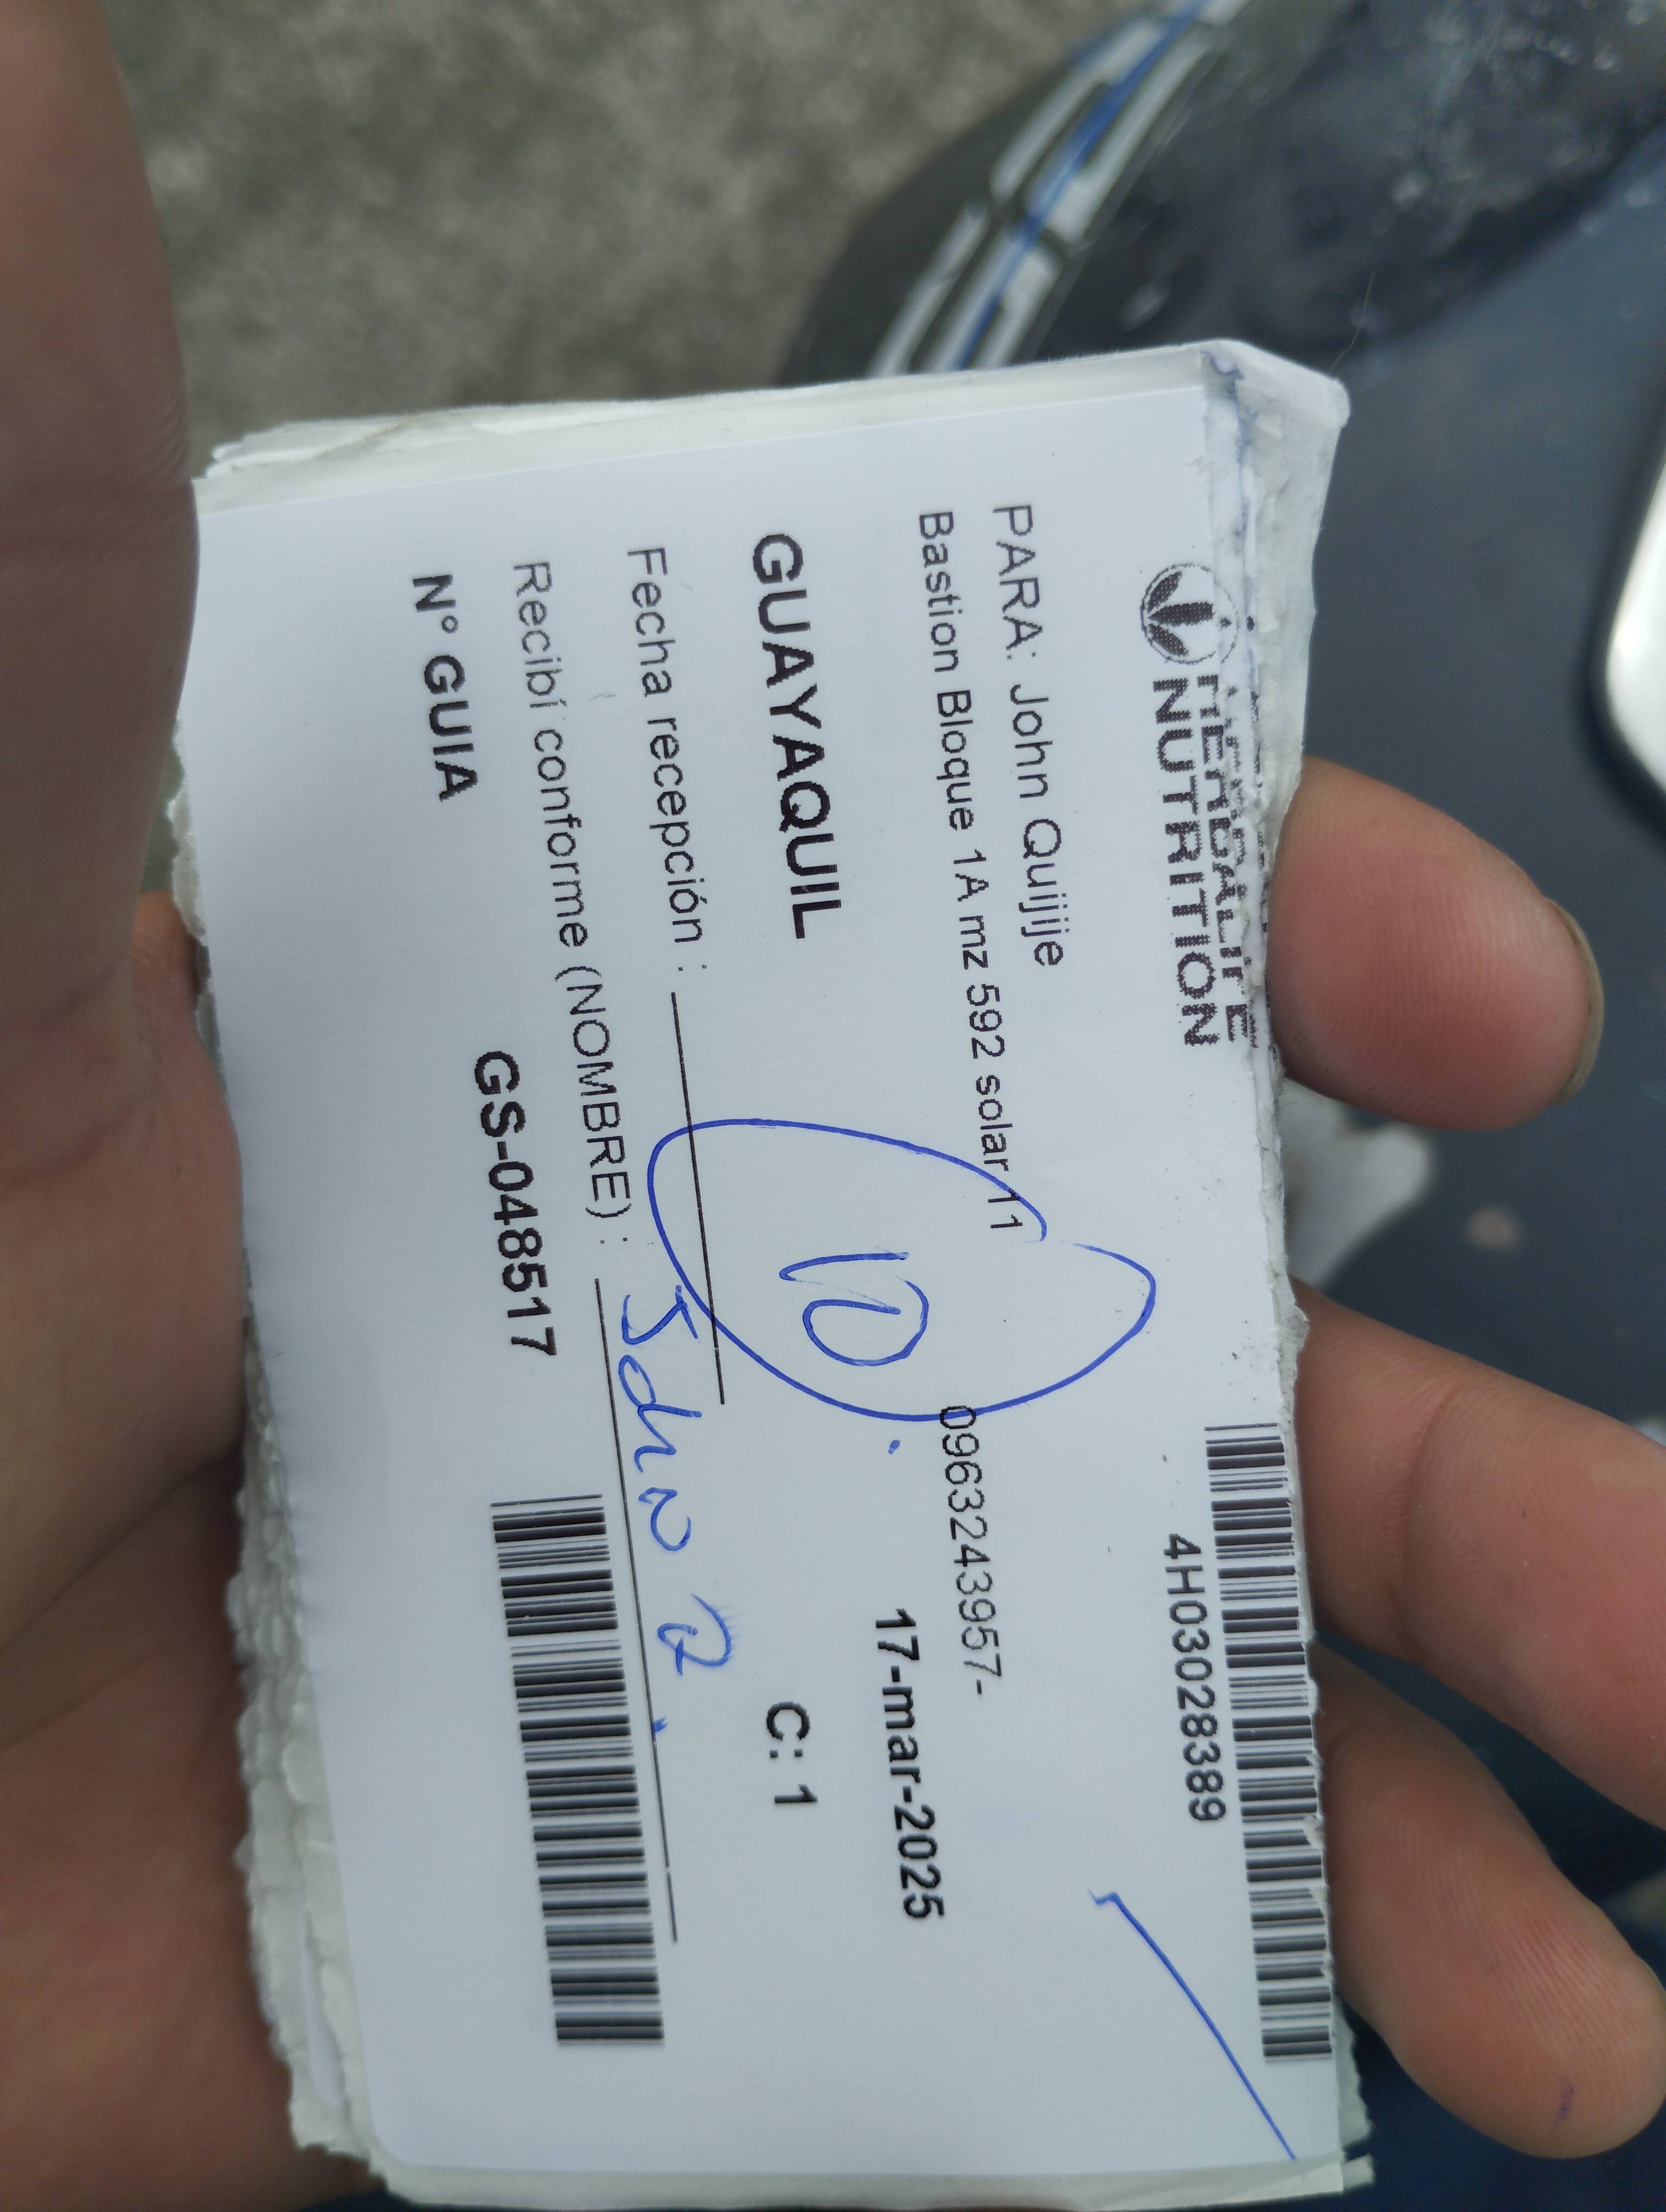 HERBALIFE
NUTRITION
4H03028389
PARA: John Quijije
Bastion Bloque 1A mz 592 solar 11
0963243957-
17-mar-2025
GUAYAQUIL
10
C: 1
Fecha recepción :
Recibí conforme (NOMBRE) :
N° GUIA
GS-048517